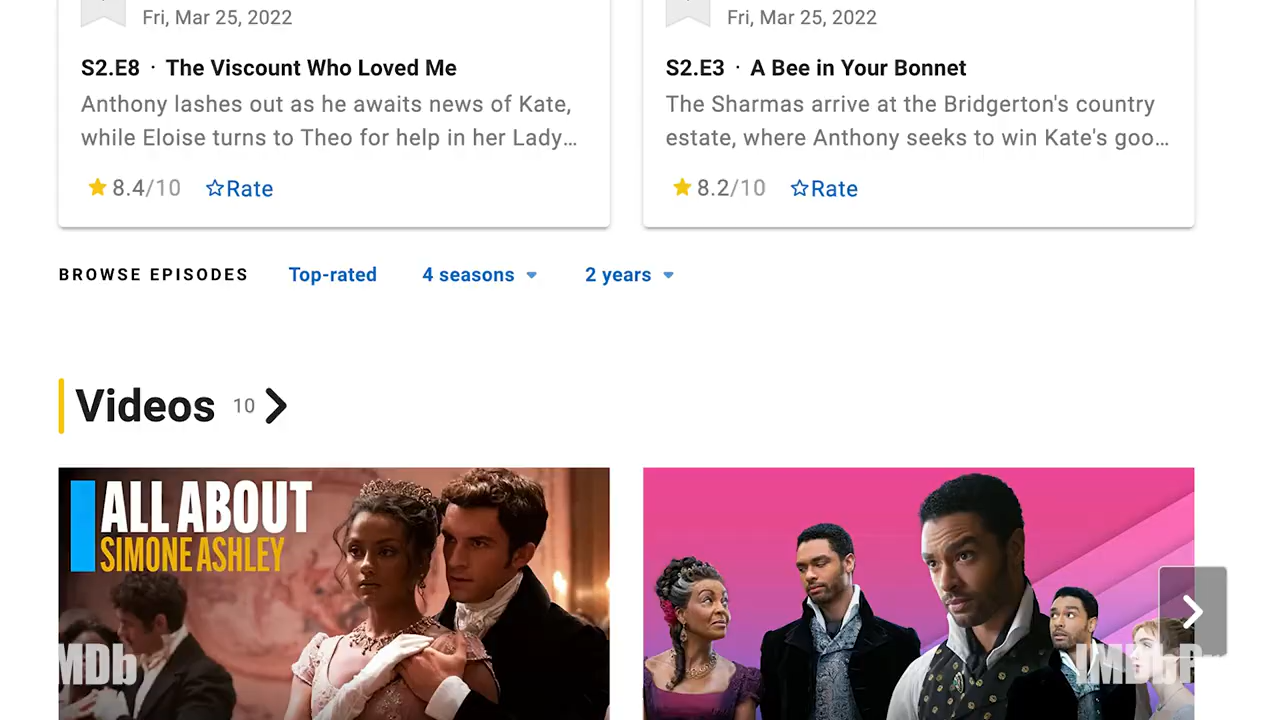 Fri, Mar 25, 2022
S2.E8 · The Viscount Who Loved Me
Anthony lashes out as he awaits news of Kate,
while Eloise turns to Theo for help in her Lady...
8.4/10 Rate
Fri, Mar 25, 2022
S2.E3 · A Bee in Your Bonnet
The Sharmas arrive at the Bridgerton's country
estate, where Anthony seeks to win Kate's goo...
8.2/10 Rate
BROWSE EPISODES Top-rated 4 seasons 2 years
Videos 10
ALL ABOUT
SIMONE ASHLEY
MDb
IMDbPr